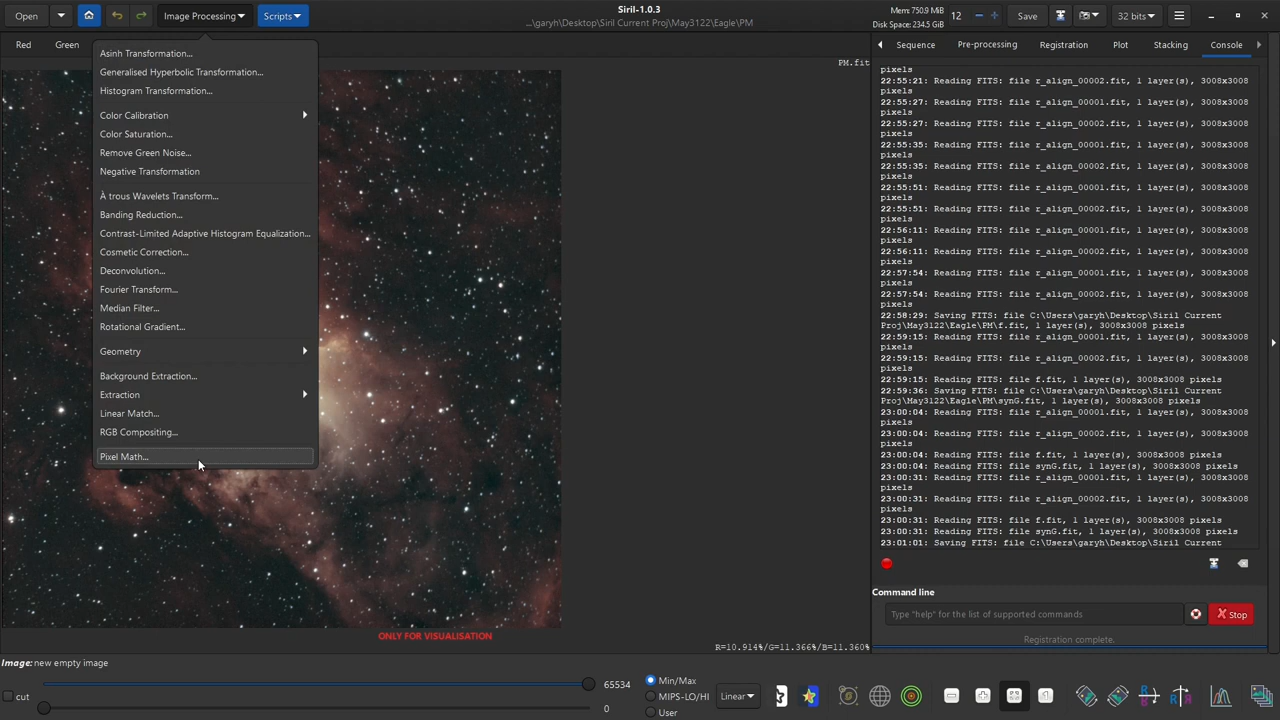 Open
Image Processing
Scripts
Siril-1.0.3
...\garyh\Desktop\Siril Current Proj\May3122\Eagle\PM
Mem: 750.9 MiB
Disk Space: 234.5 GiB
12
Save
32 bits
Red
Green
Sequence
Pre-processing
Registration
Plot
Stacking
Console
PM.fit
Asinh Transformation...
Generalised Hyperbolic Transformation...
Histogram Transformation...
Color Calibration
Color Saturation...
Remove Green Noise...
Negative Transformation
À trous Wavelets Transform...
Banding Reduction...
Contrast-Limited Adaptive Histogram Equalization...
Cosmetic Correction...
Deconvolution...
Fourier Transform...
Median Filter...
Rotational Gradient...
Geometry
Background Extraction...
Extraction
Linear Match...
RGB Compositing...
Pixel Math...
pixels
22:55:21: Reading FITS: file r_align_00002.fit, 1 layer(s), 3008x3008
pixels
22:55:27: Reading FITS: file r_align_00001.fit, 1 layer(s), 3008x3008
pixels
22:55:27: Reading FITS: file r_align_00002.fit, 1 layer(s), 3008x3008
pixels
22:55:35: Reading FITS: file r_align_00001.fit, 1 layer(s), 3008x3008
pixels
22:55:35: Reading FITS: file r_align_00002.fit, 1 layer(s), 3008x3008
pixels
22:55:51: Reading FITS: file r_align_00001.fit, 1 layer(s), 3008x3008
pixels
22:55:51: Reading FITS: file r_align_00002.fit, 1 layer(s), 3008x3008
pixels
22:56:11: Reading FITS: file r_align_00001.fit, 1 layer(s), 3008x3008
pixels
22:56:11: Reading FITS: file r_align_00002.fit, 1 layer(s), 3008x3008
pixels
22:57:54: Reading FITS: file r_align_00001.fit, 1 layer(s), 3008x3008
pixels
22:57:54: Reading FITS: file r_align_00002.fit, 1 layer(s), 3008x3008
pixels
22:58:29: Saving FITS: file C:\Users\garyh\Desktop\Siril Current
Proj\May3122\Eagle\PM\f.fit, 1 layer(s), 3008x3008 pixels
22:59:15: Reading FITS: file r_align_00001.fit, 1 layer(s), 3008x3008
pixels
22:59:15: Reading FITS: file r_align_00002.fit, 1 layer(s), 3008x3008
pixels
22:59:15: Reading FITS: file f.fit, 1 layer(s), 3008x3008 pixels
22:59:36: Saving FITS: file C:\Users\garyh\Desktop\Siril Current
Proj\May3122\Eagle\PM\synG.fit, 1 layer(s), 3008x3008 pixels
23:00:04: Reading FITS: file r_align_00001.fit, 1 layer(s), 3008x3008
pixels
23:00:04: Reading FITS: file r_align_00002.fit, 1 layer(s), 3008x3008
pixels
23:00:04: Reading FITS: file f.fit, 1 layer(s), 3008x3008 pixels
23:00:04: Reading FITS: file synG.fit, 1 layer(s), 3008x3008 pixels
23:00:31: Reading FITS: file r_align_00001.fit, 1 layer(s), 3008x3008
pixels
23:00:31: Reading FITS: file r_align_00002.fit, 1 layer(s), 3008x3008
pixels
23:00:31: Reading FITS: file f.fit, 1 layer(s), 3008x3008 pixels
23:00:31: Reading FITS: file synG.fit, 1 layer(s), 3008x3008 pixels
23:01:01: Saving FITS: file C:\Users\garyh\Desktop\Siril Current
Command line
Type "help" for the list of supported commands
Stop
Registration complete.
ONLY FOR VISUALISATION
R=10.914%/G=11.366%/B=11.360%
Image: new empty image
cut
65534
0
Min/Max
MIPS-LO/HI
User
Linear